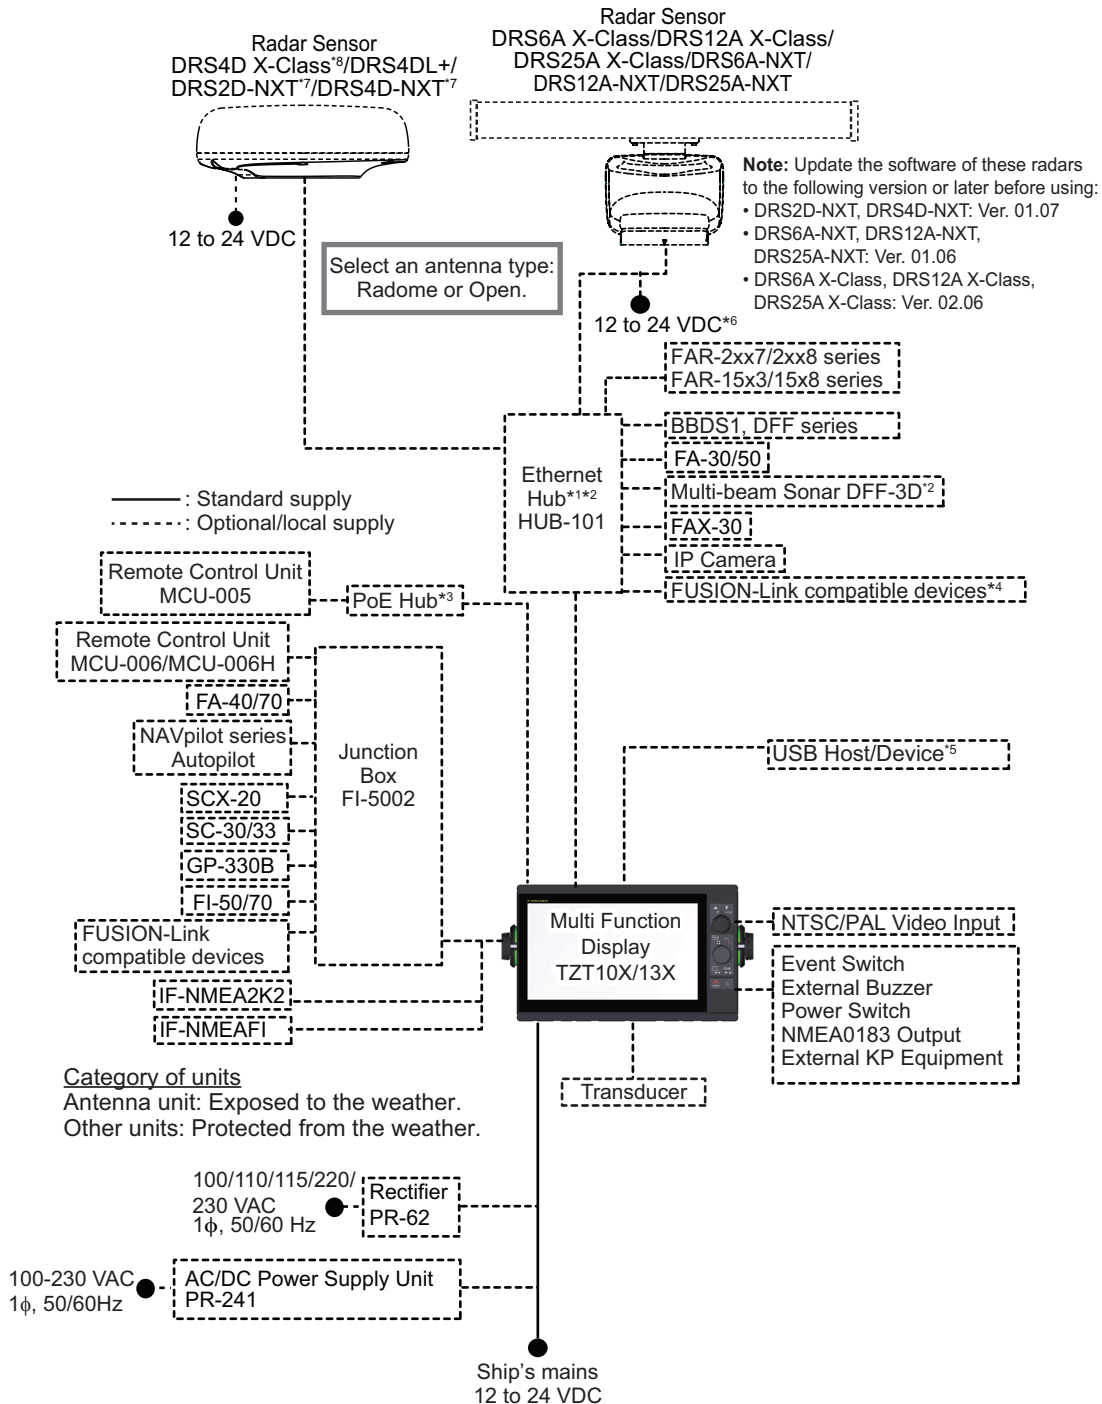 Radar Sensor
DRS4D X-Class*8/DRS4DL+/
DRS2D-NXT*7/DRS4D-NXT*7
Radar Sensor
DRS6A X-Class/DRS12A X-Class/
DRS25A X-Class/DRS6A-NXT/
DRS12A-NXT/DRS25A-NXT
Note: Update the software of these radars
to the following version or later before using:
• DRS2D-NXT, DRS4D-NXT: Ver. 01.07
• DRS6A-NXT, DRS12A-NXT,
DRS25A-NXT: Ver. 01.06
• DRS6A X-Class, DRS12A X-Class,
DRS25A X-Class: Ver. 02.06
12 to 24 VDC
Select an antenna type:
Radome or Open.
12 to 24 VDC*6
FAR-2xx7/2xx8 series
FAR-15x3/15x8 series
BBDS1, DFF series
FA-30/50
Multi-beam Sonar DFF-3D*2
FAX-30
IP Camera
FUSION-Link compatible devices*4
Ethernet
Hub*1*2
HUB-101
: Standard supply
: Optional/local supply
Remote Control Unit
MCU-005
PoE Hub*3
Remote Control Unit
MCU-006/MCU-006H
FA-40/70
NAVpilot series
Autopilot
SCX-20
SC-30/33
GP-330B
FI-50/70
FUSION-Link
compatible devices
IF-NMEA2K2
IF-NMEAFI
Junction
Box
FI-5002
USB Host/Device*5
Multi Function
Display
TZT10X/13X
NTSC/PAL Video Input
Event Switch
External Buzzer
Power Switch
NMEA0183 Output
External KP Equipment
Transducer
Category of units
Antenna unit: Exposed to the weather.
Other units: Protected from the weather.
100/110/115/220/
230 VAC
1ϕ, 50/60 Hz
Rectifier
PR-62
100-230 VAC
1ϕ, 50/60Hz
AC/DC Power Supply Unit
PR-241
Ship's mains
12 to 24 VDC